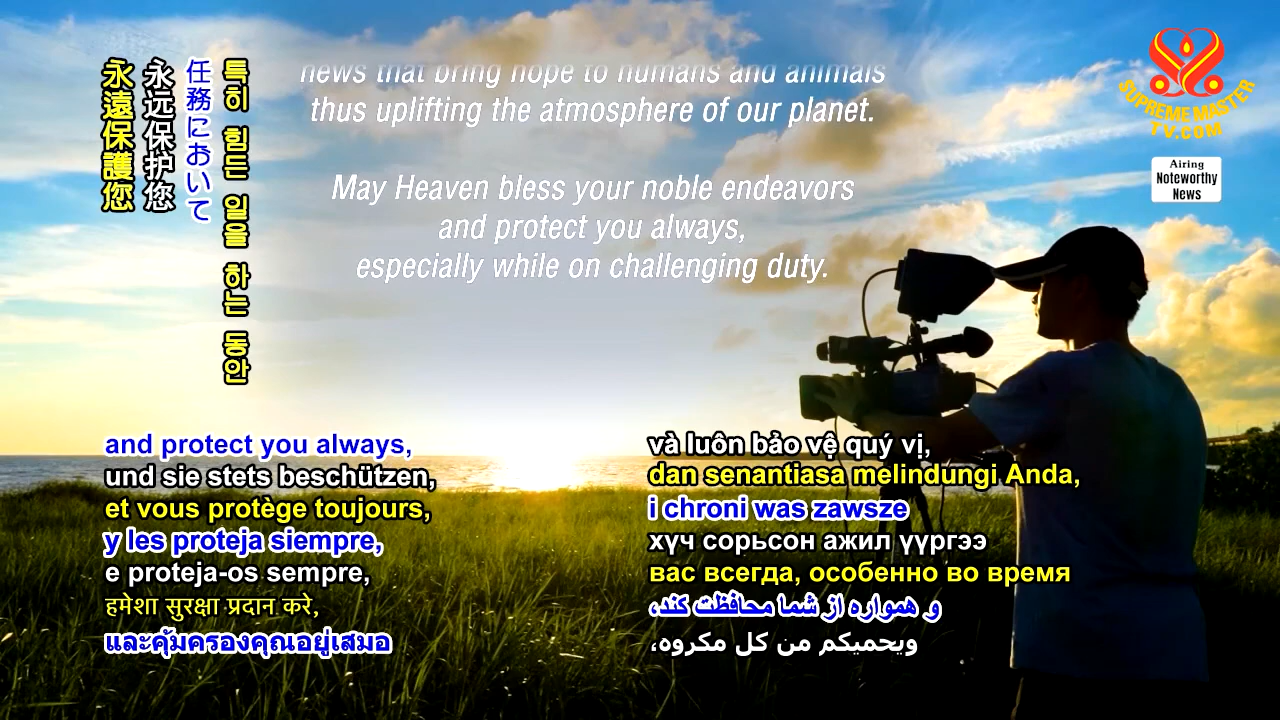 news that bring hope to humans and animals
thus uplifting the atmosphere of our planet.
May Heaven bless your noble endeavors
and protect you always,
especially while on challenging duty.
SUPREME MASTER
TV.COM
Airing
Noteworthy
News
永遠保護您
永远保护您
任務において
특히 힘든 일을 하는 동안
and protect you always,
und sie stets beschützen,
et vous protège toujours,
y les proteja siempre,
e proteja-os sempre,
हमेशा सुरक्षा प्रदान करे,
และคุ้มครองคุณอยู่เสมอ
và luôn bảo vệ quý vị,
dan senantiasa melindungi Anda,
i chroni was zawsze
хүч сорьсон ажил үүргээ
вас всегда, особенно во время
و همواره از شما محافظت کند،
ويحميكم من كل مكروه،